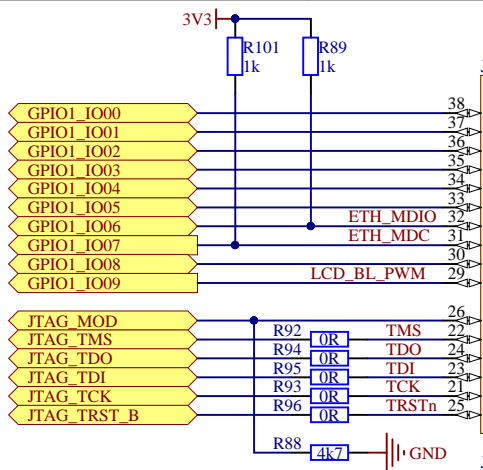 3V3
R101 R89
1k 1k
GPIO1_IO00 38
GPIO1_IO01 37
GPIO1_IO02 36
GPIO1_IO03 35
GPIO1_IO04 34
GPIO1_IO05 33
GPIO1_IO06 ETH_MDIO 32
GPIO1_IO07 ETH_MDC 31
GPIO1_IO08 30
GPIO1_IO09 LCD_BL_PWM 29
JTAG_MOD 26
JTAG_TMS R92 0R TMS 22
JTAG_TDO R94 0R TDO 24
JTAG_TDI R95 0R TDI 23
JTAG_TCK R93 0R TCK 21
JTAG_TRST_B R96 0R TRSTn 25
R88 4k7 GND